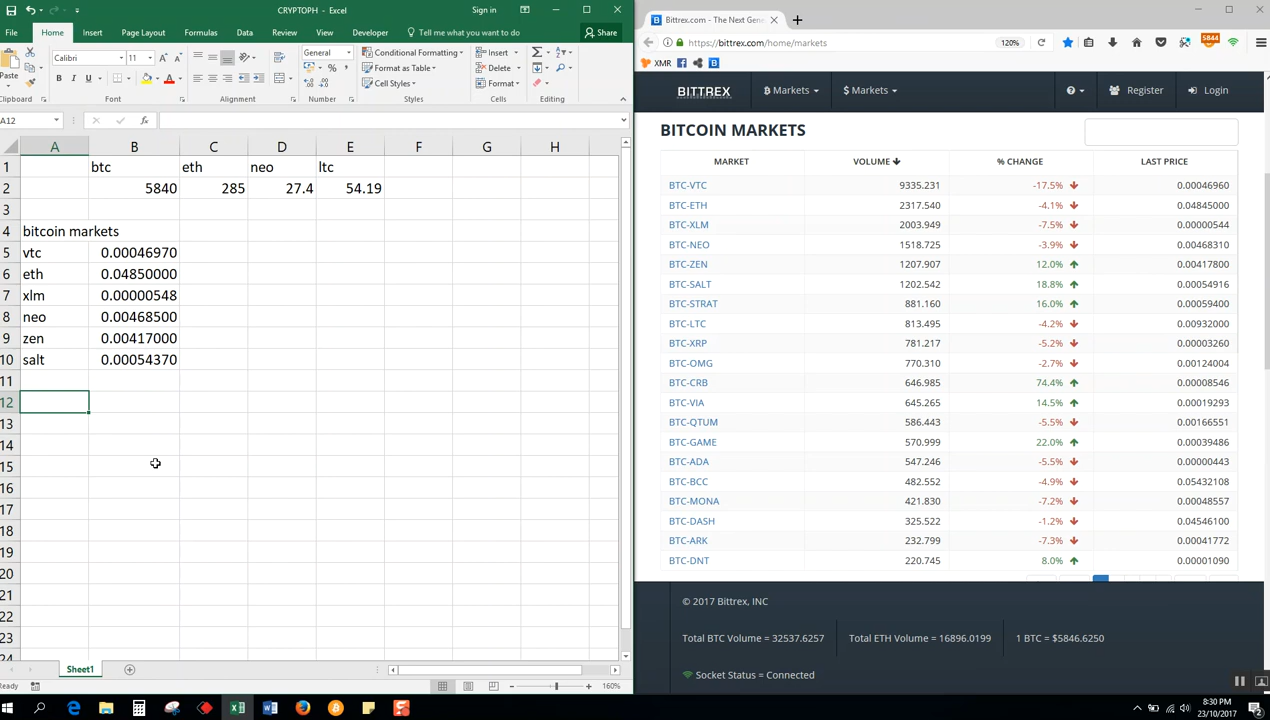 CRYPTOPH - Excel
Sign in
File Home Insert Page Layout Formulas Data Review View Developer Tell me what you want to do Share
Calibri 11 General Conditional Formatting Insert
Paste B I U Format as Table Delete
Cell Styles Format
Clipboard Font Alignment Number Styles Cells Editing
A12 fx
A B C D E F G H
1 btc eth neo ltc
2 5840 285 27.4 54.19
3
4 bitcoin markets
5 vtc 0.00046970
6 eth 0.04850000
7 xlm 0.00000548
8 neo 0.00468500
9 zen 0.00417000
10 salt 0.00054370
11
12
13
14
15
16
17
18
19
20
21
22
23
24
Sheet1
Ready 160%
Bittrex.com - The Next Gene
https://bittrex.com/home/markets 120% 5844
XMR
BITTREX B Markets $ Markets Register Login
BITCOIN MARKETS
MARKET VOLUME % CHANGE LAST PRICE
BTC-VTC 9335.231 -17.5% 0.00046960
BTC-ETH 2317.540 -4.1% 0.04845000
BTC-XLM 2003.949 -7.5% 0.00000544
BTC-NEO 1518.725 -3.9% 0.00468310
BTC-ZEN 1207.907 12.0% 0.00417800
BTC-SALT 1202.542 18.8% 0.00054916
BTC-STRAT 881.160 16.0% 0.00059400
BTC-LTC 813.495 -4.2% 0.00932000
BTC-XRP 781.217 -5.2% 0.00003260
BTC-OMG 770.310 -2.7% 0.00124004
BTC-CRB 646.985 74.4% 0.00008546
BTC-VIA 645.265 14.5% 0.00019293
BTC-QTUM 586.443 -5.5% 0.00166551
BTC-GAME 570.999 22.0% 0.00039486
BTC-ADA 547.246 -5.5% 0.00000443
BTC-BCC 482.552 -4.9% 0.05432108
BTC-MONA 421.830 -7.2% 0.00048557
BTC-DASH 325.522 -1.2% 0.04546100
BTC-ARK 232.799 -7.3% 0.00041772
BTC-DNT 220.745 8.0% 0.00001090
© 2017 Bittrex, INC
Total BTC Volume = 32537.6257 Total ETH Volume = 16896.0199 1 BTC = $5846.6250
Socket Status = Connected
8:30 PM
23/10/2017